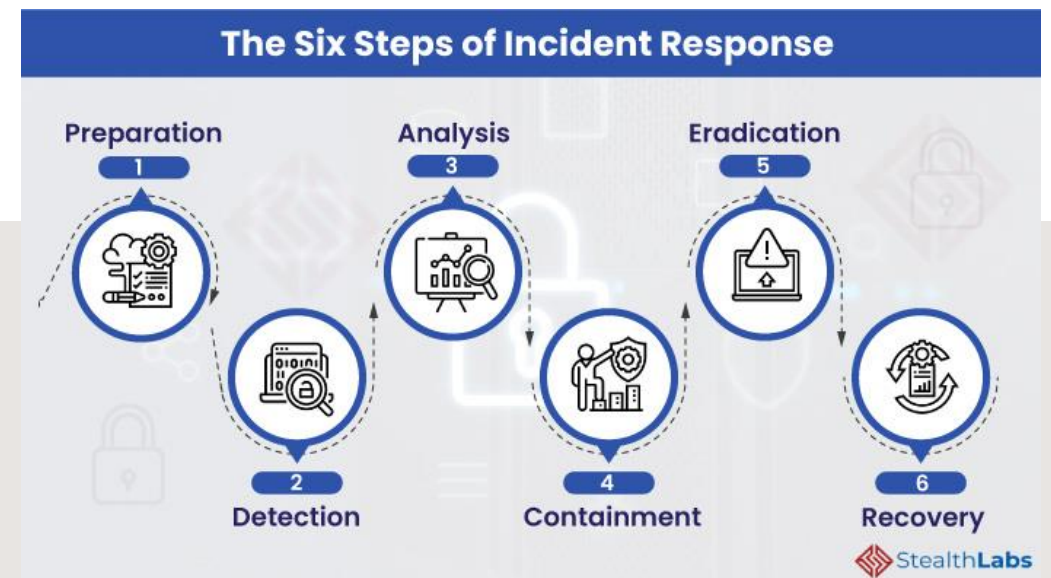 The Six Steps of Incident Response
Preparation
1
2
Detection
Analysis
3
4
Containment
Eradication
5
6
Recovery
StealthLabs